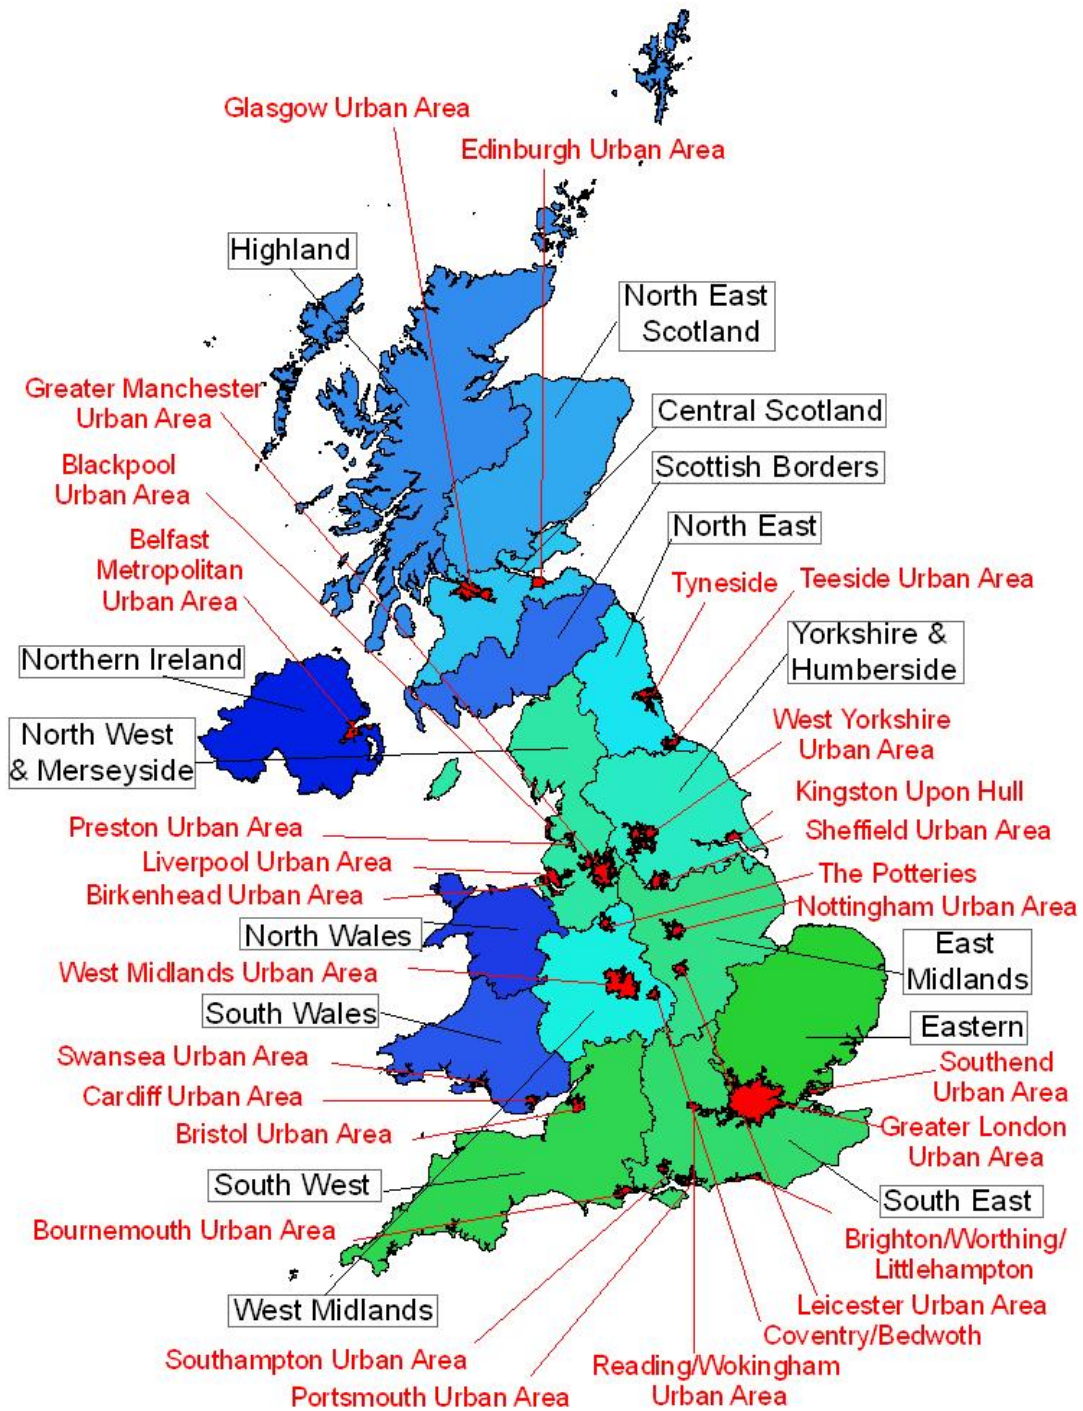 Glasgow Urban Area
Edinburgh Urban Area
Highland
North East
Scotland
Greater Manchester
Urban Area
Central Scotland
Blackpool
Urban Area
Scottish Borders
North East
Belfast
Metropolitan
Urban Area
Tyneside
Teeside Urban Area
Yorkshire &
Humberside
Northern Ireland
West Yorkshire
Urban Area
North West
& Merseyside
Kingston Upon Hull
Preston Urban Area
Sheffield Urban Area
Liverpool Urban Area
The Potteries
Birkenhead Urban Area
Nottingham Urban Area
North Wales
East
Midlands
West Midlands Urban Area
South Wales
Eastern
Swansea Urban Area
Southend
Urban Area
Cardiff Urban Area
Bristol Urban Area
Greater London
Urban Area
South West
South East
Bournemouth Urban Area
Brighton/Worthing/
Littlehampton
West Midlands
Leicester Urban Area
Coventry/Bedwoth
Southampton Urban Area
Reading/Wokingham
Urban Area
Portsmouth Urban Area